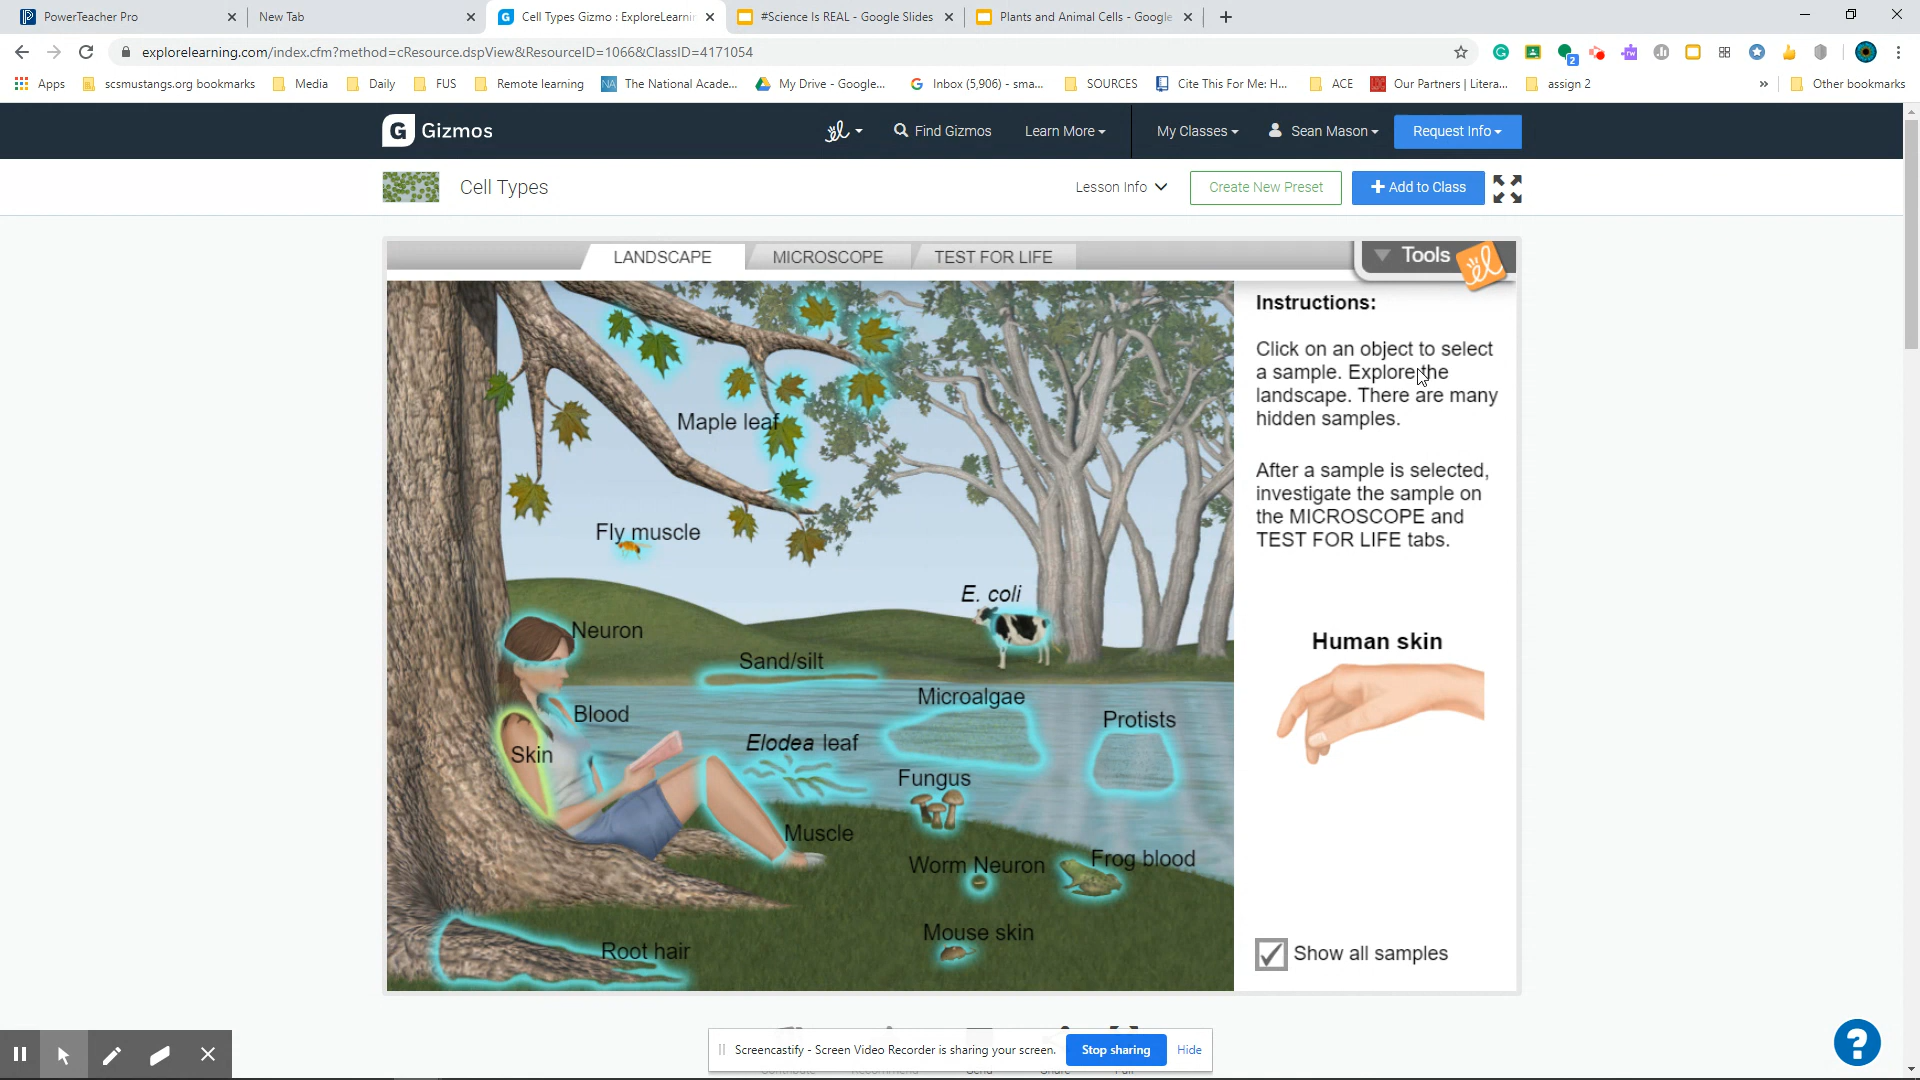 PowerTeacher Pro
New Tab
Cell Types Gizmo : ExploreLearnin
#Science Is REAL - Google Slides
Plants and Animal Cells - Google
explorelearning.com/index.cfm?method=cResource.dspView&ResourceID=1066&ClassID=4171054
2
Apps
scsmustangs.org bookmarks
Media
Daily
FUS
Remote learning
NA
The National Acade...
My Drive - Google...
Inbox (5,906) - sma...
SOURCES
Cite This For Me: H...
ACE
Our Partners | Litera...
assign 2
»
Other bookmarks
G Gizmos
Find Gizmos
Learn More
My Classes
Sean Mason
Request Info
Cell Types
Lesson Info
Create New Preset
+ Add to Class
LANDSCAPE
MICROSCOPE
TEST FOR LIFE
Tools
el
Instructions:
Click on an object to select
a sample. Explore the
landscape. There are many
hidden samples.
After a sample is selected,
investigate the sample on
the MICROSCOPE and
TEST FOR LIFE tabs.
Maple leaf
Fly muscle
E. coli
Neuron
Human skin
Sand/silt
Microalgae
Blood
Protists
Elodea leaf
Skin
Fungus
Muscle
Worm Neuron
Frog blood
Mouse skin
Root hair
Show all samples
Screencastify - Screen Video Recorder is sharing your screen.
Stop sharing
Hide
?